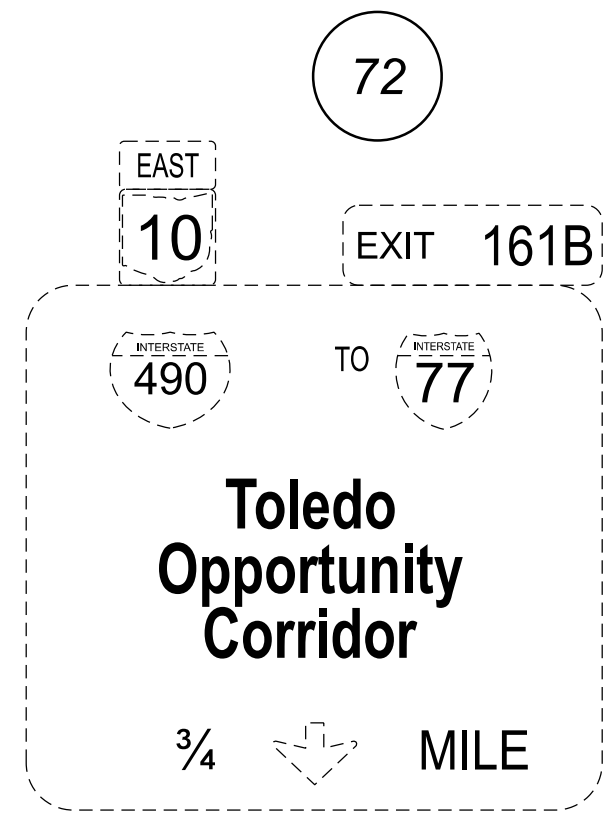 72
EAST
10
EXIT 161B
INTERSTATE 490 TO INTERSTATE 77
Toledo
Opportunity
Corridor
¾ MILE